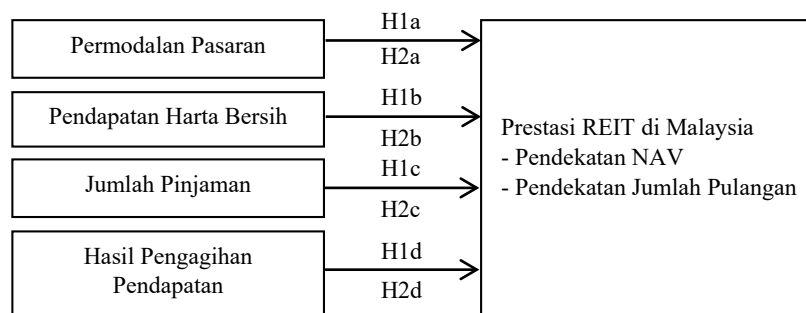 Permodalan Pasaran
H1a
H2a
Pendapatan Harta Bersih
H1b
H2b
Jumlah Pinjaman
H1c
H2c
Hasil Pengagihan
Pendapatan
H1d
H2d
Prestasi REIT di Malaysia
- Pendekatan NAV
- Pendekatan Jumlah Pulangan